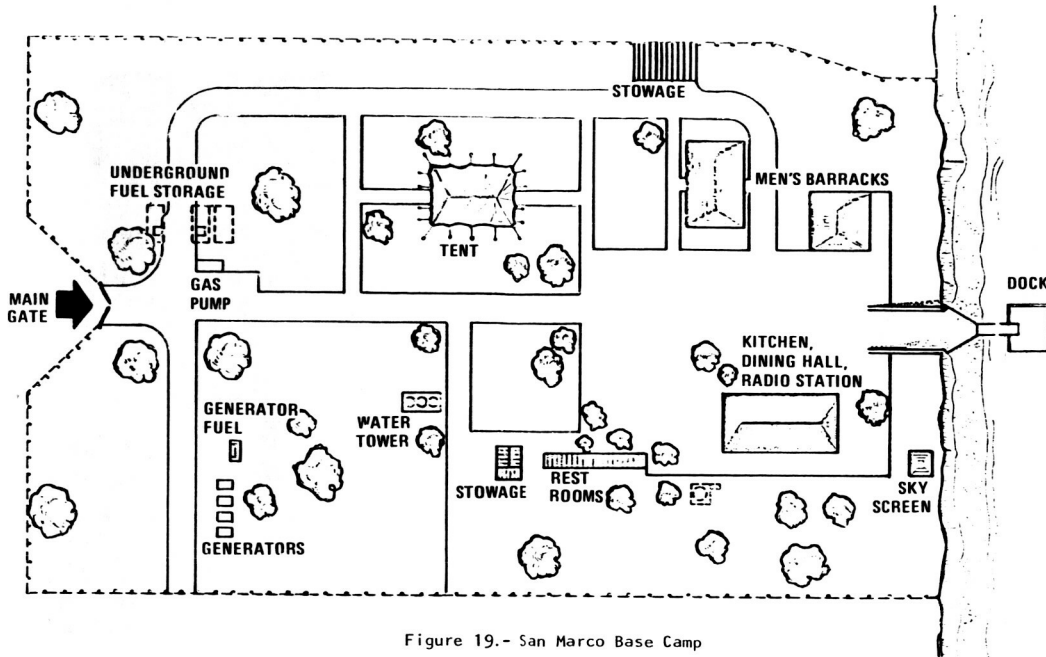 STOWAGE
UNDERGROUND
FUEL STORAGE
MEN'S BARRACKS
TENT
GAS
PUMP
MAIN
GATE
DOCK
KITCHEN,
DINING HALL,
RADIO STATION
GENERATOR
FUEL
WATER
TOWER
STOWAGE
REST
ROOMS
SKY
SCREEN
GENERATORS
Figure 19.- San Marco Base Camp